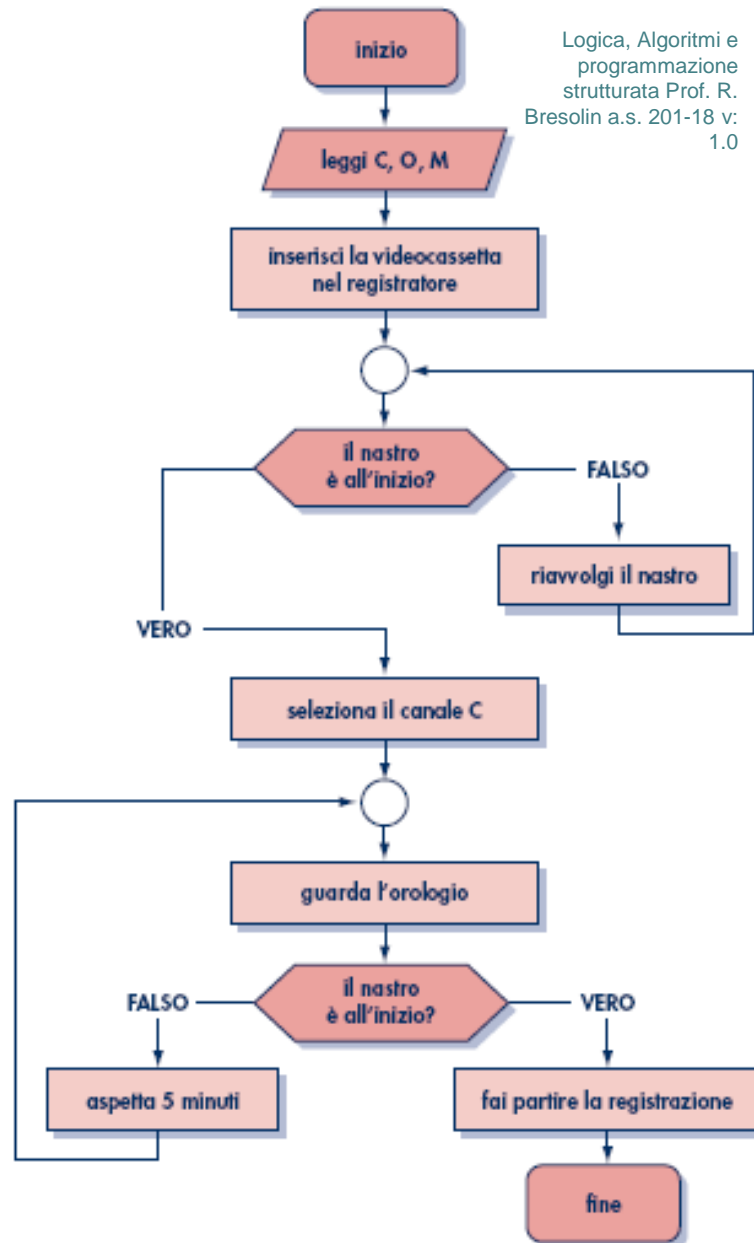 inizio
Logica, Algoritmi e
programmazione
strutturata Prof. R.
Bresolin a.s. 201-18 v:
1.0
leggi C, O, M
inserisci la videocassetta
nel registratore
il nastro
è all'inizio?
FALSO
riavvolgi il nastro
VERO
seleziona il canale C
guarda l'orologio
il nastro
è all'inizio?
FALSO
VERO
aspetta 5 minuti
fai partire la registrazione
fine